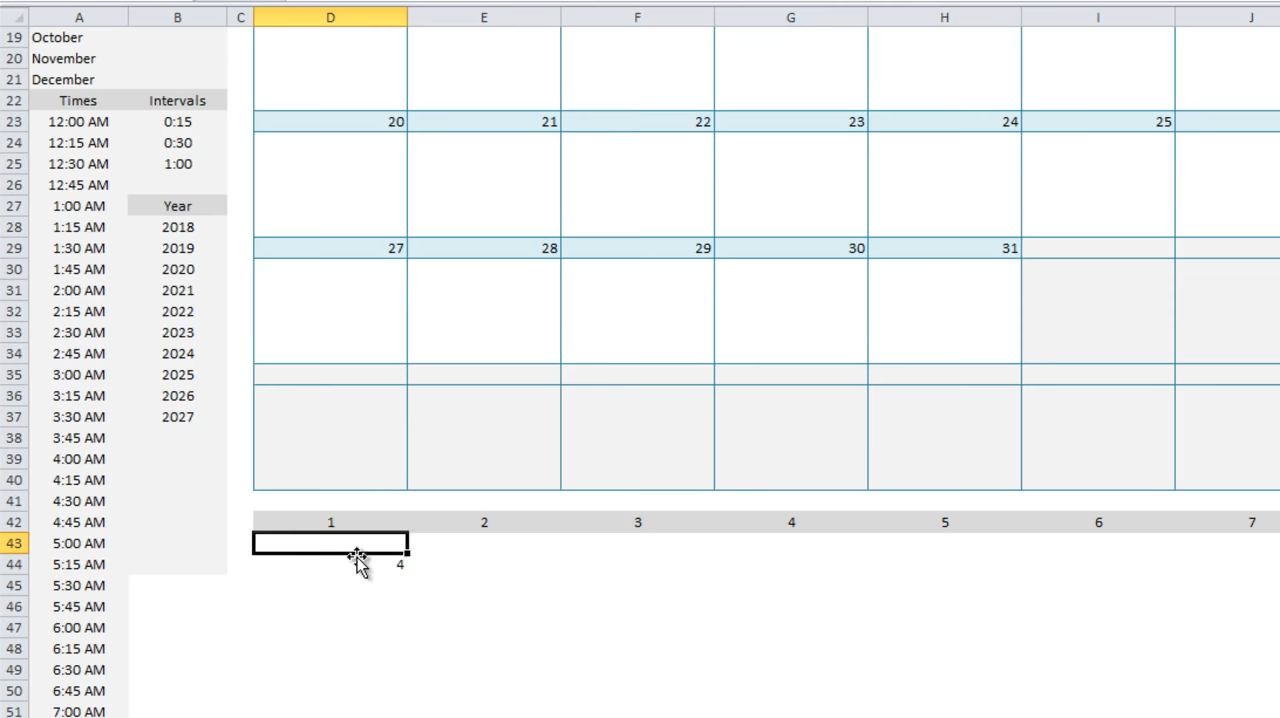 A B C D E F G H I J
19 October
20 November
21 December
22 Times Intervals
23 12:00 AM 0:15 20 21 22 23 24 25
24 12:15 AM 0:30
25 12:30 AM 1:00
26 12:45 AM
27 1:00 AM Year
28 1:15 AM 2018
29 1:30 AM 2019 27 28 29 30 31
30 1:45 AM 2020
31 2:00 AM 2021
32 2:15 AM 2022
33 2:30 AM 2023
34 2:45 AM 2024
35 3:00 AM 2025
36 3:15 AM 2026
37 3:30 AM 2027
38 3:45 AM
39 4:00 AM
40 4:15 AM
41 4:30 AM
42 4:45 AM 1 2 3 4 5 6 7
43 5:00 AM
44 5:15 AM 4
45 5:30 AM
46 5:45 AM
47 6:00 AM
48 6:15 AM
49 6:30 AM
50 6:45 AM
51 7:00 AM